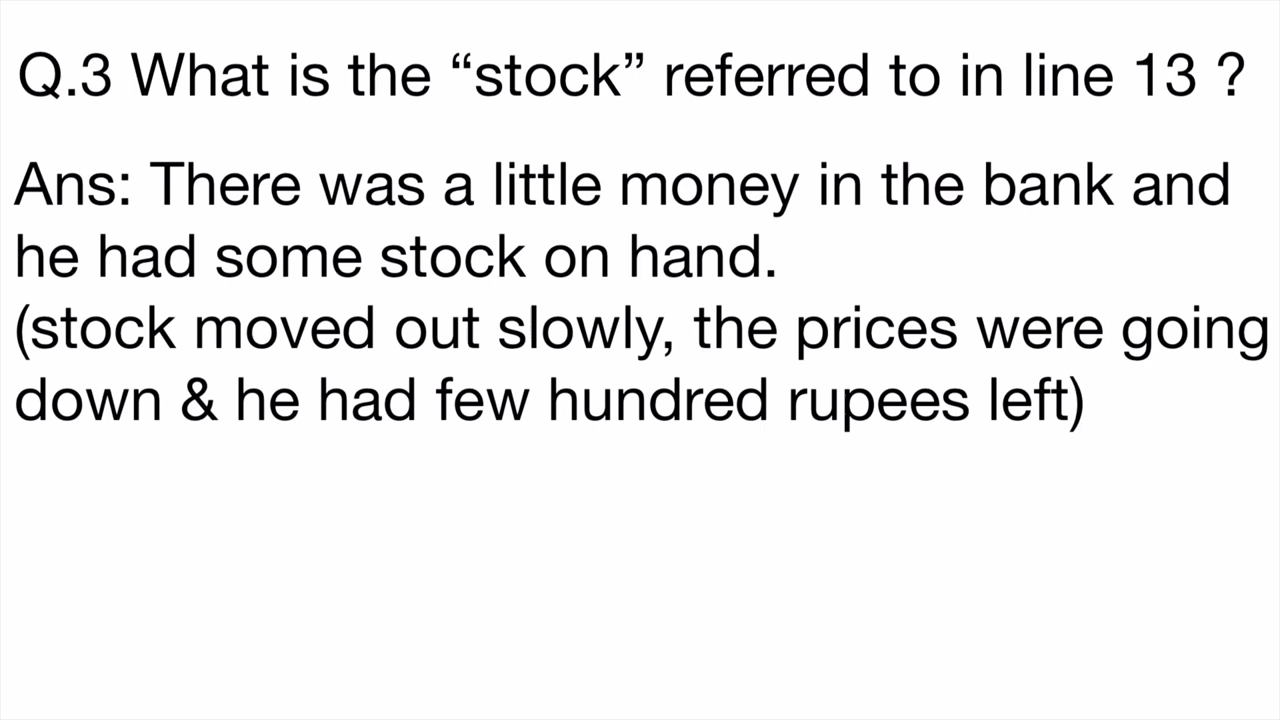 Q.3 What is the “stock” referred to in line 13 ?
Ans: There was a little money in the bank and
he had some stock on hand.
(stock moved out slowly, the prices were going
down & he had few hundred rupees left)